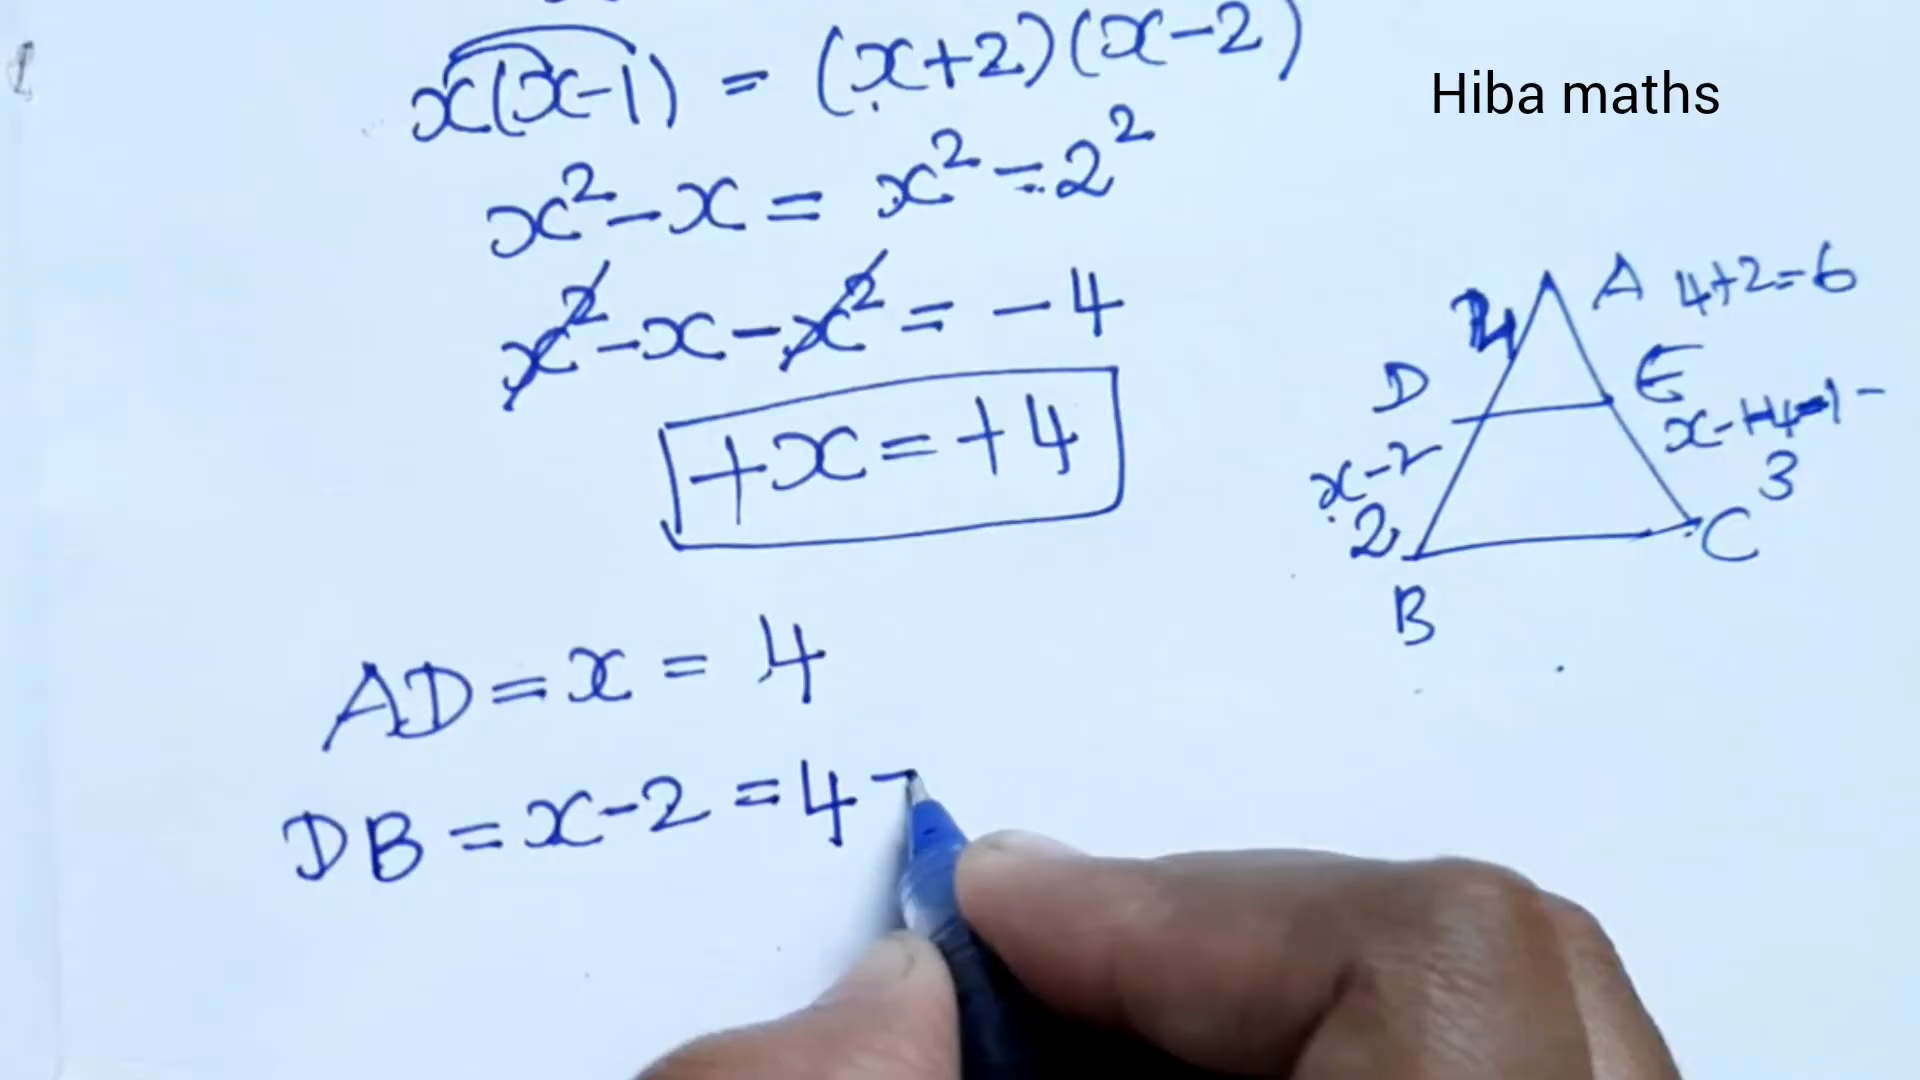 x(x-1) = (x+2)(x-2)
Hiba maths
x²-x = x²-2²
x²-x-x² = -4
+x = +4
A 4+2=6
4
D
E
x-2
3
2
C
B
AD = x = 4
DB = x-2 = 4-